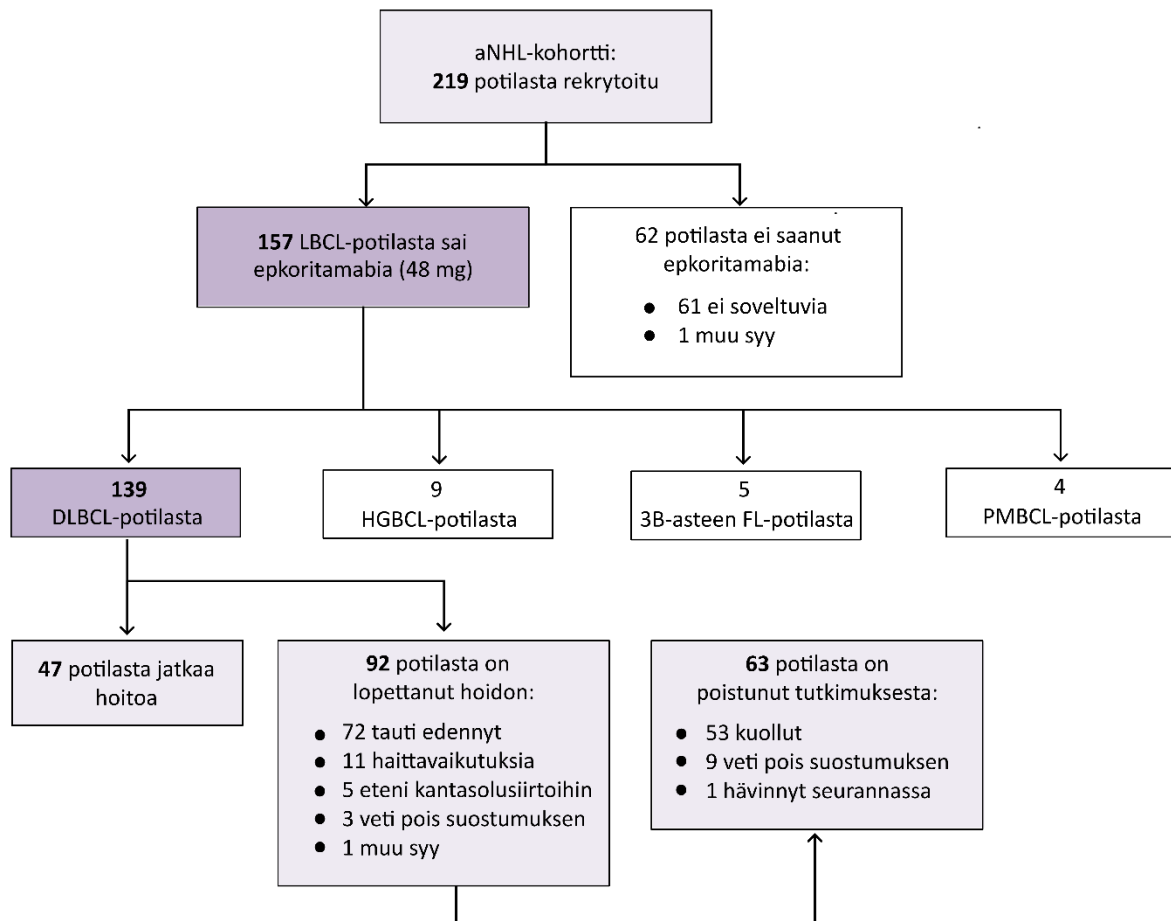 aNHL-kohortti:
219 potilasta rekrytoitu
157 LBCL-potilasta sai
epkoritamabia (48 mg)
62 potilasta ei saanut
epkoritamabia:
● 61 ei soveltuvia
● 1 muu syy
139
DLBCL-potilasta
9
HGBCL-potilasta
5
3B-asteen FL-potilasta
4
PMBCL-potilasta
47 potilasta jatkaa
hoitoa
92 potilasta on
lopettanut hoidon:
● 72 tauti edennyt
● 11 haittavaikutuksia
● 5 eteni kantasolusiirtoihin
● 3 veti pois suostumuksen
● 1 muu syy
63 potilasta on
poistunut tutkimuksesta:
● 53 kuollut
● 9 veti pois suostumuksen
● 1 hävinnyt seurannassa